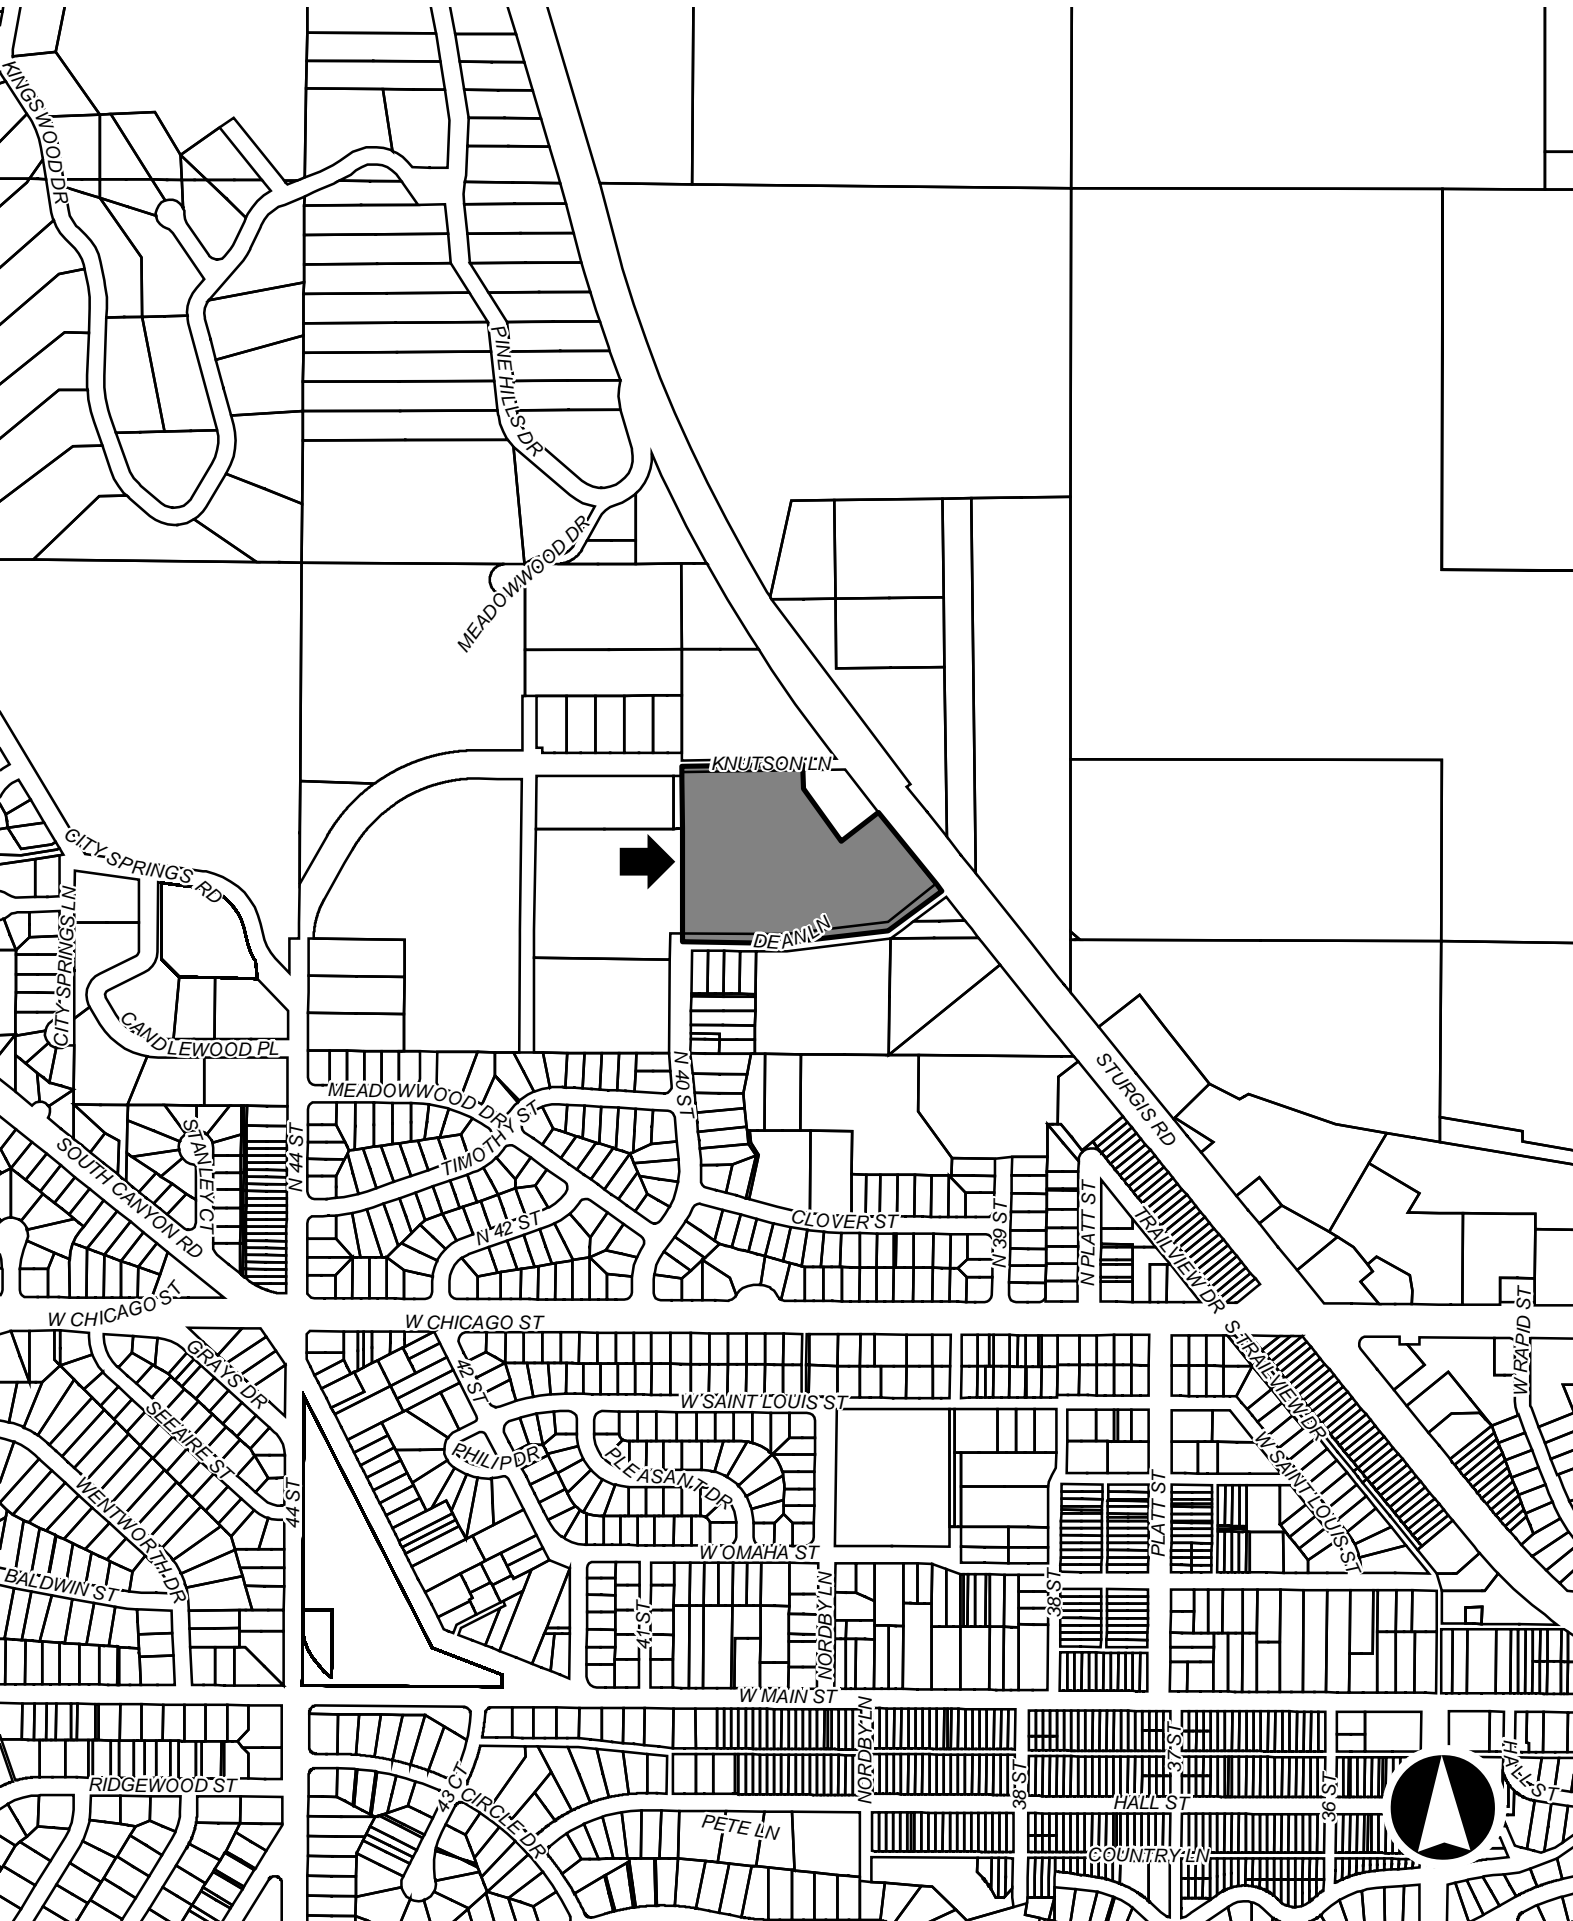 KINGSWOOD DR
PINE HILLS DR
MEADOWWOOD DR
KNUTSON LN
CITY SPRINGS RD
CITY SPRINGS LN
DEAN LN
CANDLEWOOD PL
N 40 ST
STURGIS RD
MEADOWWOOD DR
TIMOTHY ST
STANLEY CT
N 44 ST
SOUTH CANYON RD
N 42 ST
CLOVER ST
N 39 ST
N PLATT ST
TRAILVIEW DR
W CHICAGO ST
W CHICAGO ST
GRAYS DR
42 ST
S TRAILVIEW DR
W RAPID ST
SEEAIRE ST
W SAINT LOUIS ST
PHILIP DR
PLEASANT DR
W SAINT LOUIS ST
WENTWORTH DR
44 ST
PLATT ST
W OMAHA ST
BALDWIN ST
41 ST
NORDBY LN
38 ST
W MAIN ST
NORDBY LN
37 ST
HALL ST
RIDGEWOOD ST
43 CT
CIRCLE DR
38 ST
HALL ST
36 ST
PETE LN
COUNTRY LN